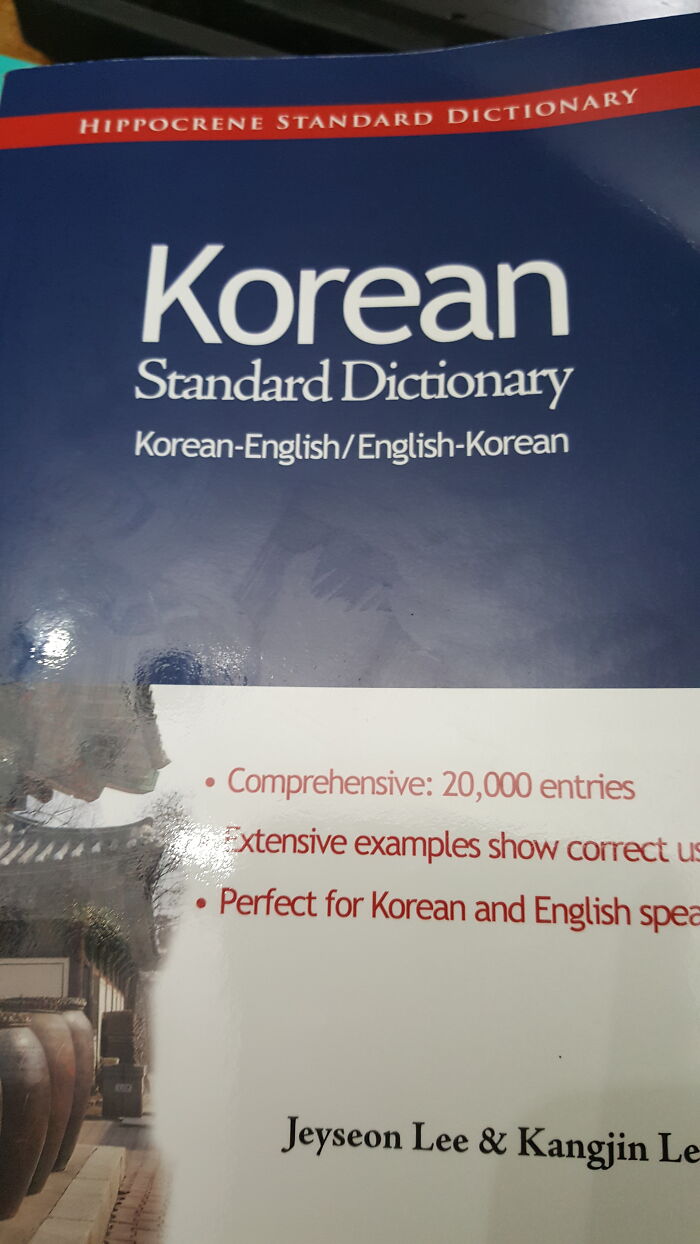 HIPPOCRENE STANDARD DICTIONARY
Korean
Standard Dictionary
Korean-English/English-Korean
• Comprehensive: 20,000 entries
Extensive examples show correct
• Perfect for Korean and English
Jeyseon Lee & Kangjin